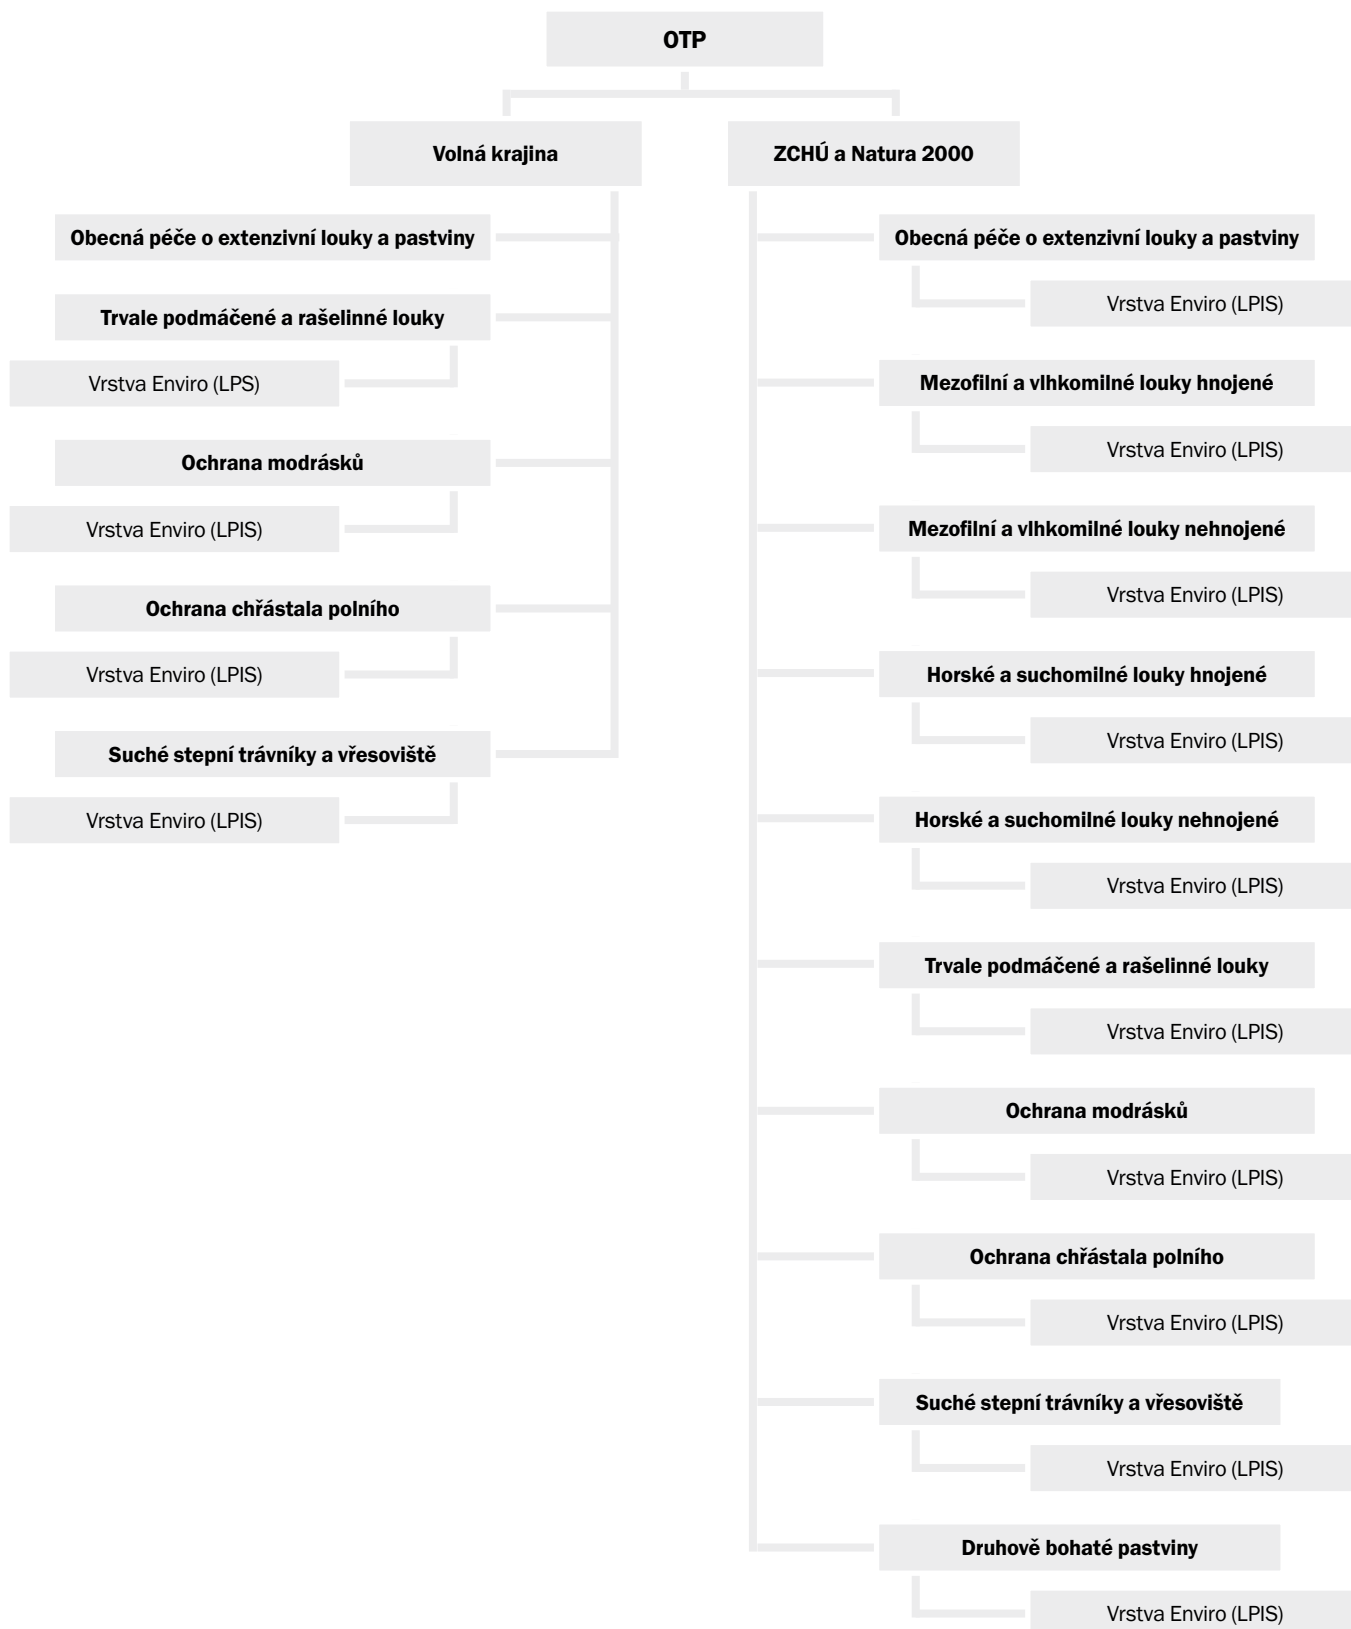 OTP
Volná krajina
Obecná péče o extenzivní louky a pastviny
Trvale podmáčené a rašelinné louky
Vrstva Enviro (LPS)
Ochrana modrásků
Vrstva Enviro (LPIS)
Ochrana chřástala polního
Vrstva Enviro (LPIS)
Suché stepní trávníky a vřesoviště
Vrstva Enviro (LPIS)
ZCHÚ a Natura 2000
Obecná péče o extenzivní louky a pastviny
Vrstva Enviro (LPIS)
Mezofilní a vlhkomilné louky hnojené
Vrstva Enviro (LPIS)
Mezofilní a vlhkomilné louky nehnojené
Vrstva Enviro (LPIS)
Horské a suchomilné louky hnojené
Vrstva Enviro (LPIS)
Horské a suchomilné louky nehnojené
Vrstva Enviro (LPIS)
Trvale podmáčené a rašelinné louky
Vrstva Enviro (LPIS)
Ochrana modrásků
Vrstva Enviro (LPIS)
Ochrana chřástala polního
Vrstva Enviro (LPIS)
Suché stepní trávníky a vřesoviště
Vrstva Enviro (LPIS)
Druhově bohaté pastviny
Vrstva Enviro (LPIS)